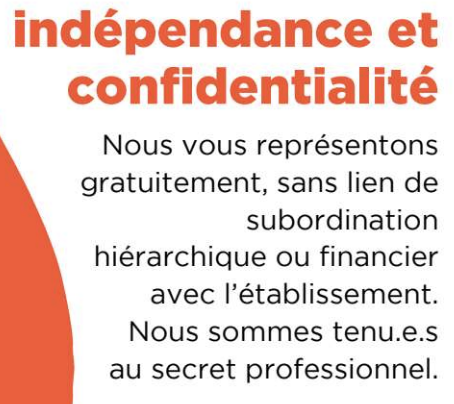 indépendance et
confidentialité
Nous vous représentons
gratuitement, sans lien de
subordination
hiérarchique ou financier
avec l’établissement.
Nous sommes tenu.e.s
au secret professionnel.